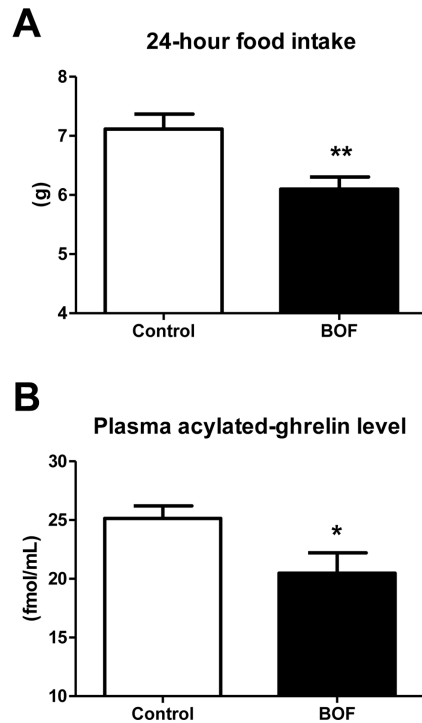 A
24-hour food intake
8
7
6
5
4
(g)
**
Control BOF
B
Plasma acylated-ghrelin level
30
25
20
15
10
(fmol/mL)
*
Control BOF